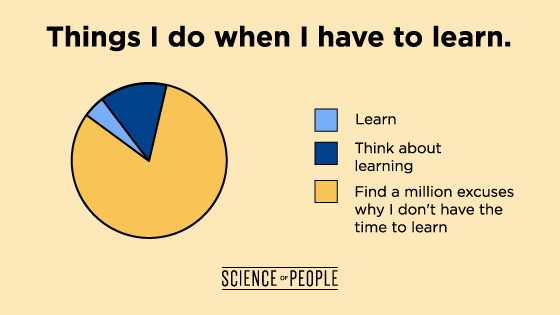 Things I do when I have to learn.
Learn
Think about
learning
Find a million excuses
why I don't have the
time to learn
SCIENCE OF PEOPLE